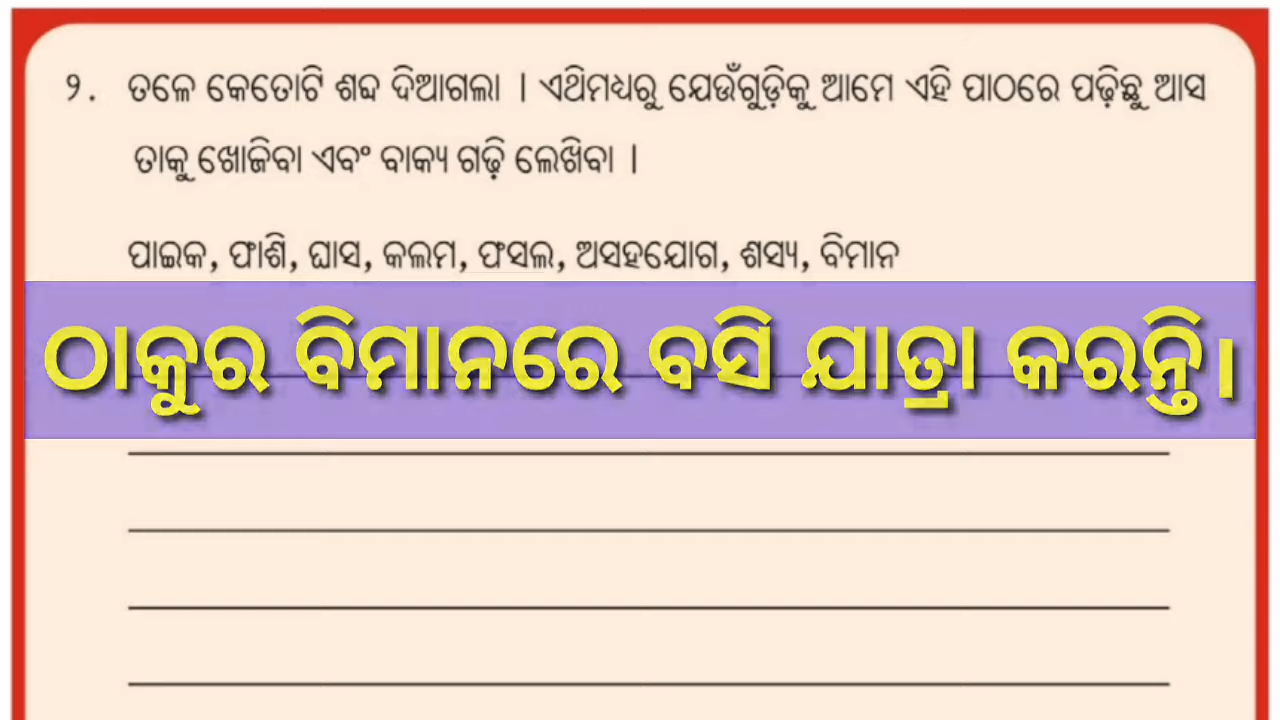 ୨. ତଳେ କେତୋଟି ଶବ୍ଦ ଦିଆଗଲା । ଏଥିମଧ୍ୟରୁ ଯେଉଁଗୁଡ଼ିକୁ ଆମେ ଏହି ପାଠରେ ପଢ଼ିଛୁ ଆସ
ତାକୁ ଖୋଜିବା ଏବଂ ବାକ୍ୟ ଗଢ଼ି ଲେଖିବା ।
ପାଇକ, ଫାଶି, ଘାସ, କଲମ, ଫସଲ, ଅସହଯୋଗ, ଶସ୍ୟ, ବିମାନ
ଠାକୁର ବିମାନରେ ବସି ଯାତ୍ରା କରନ୍ତି।